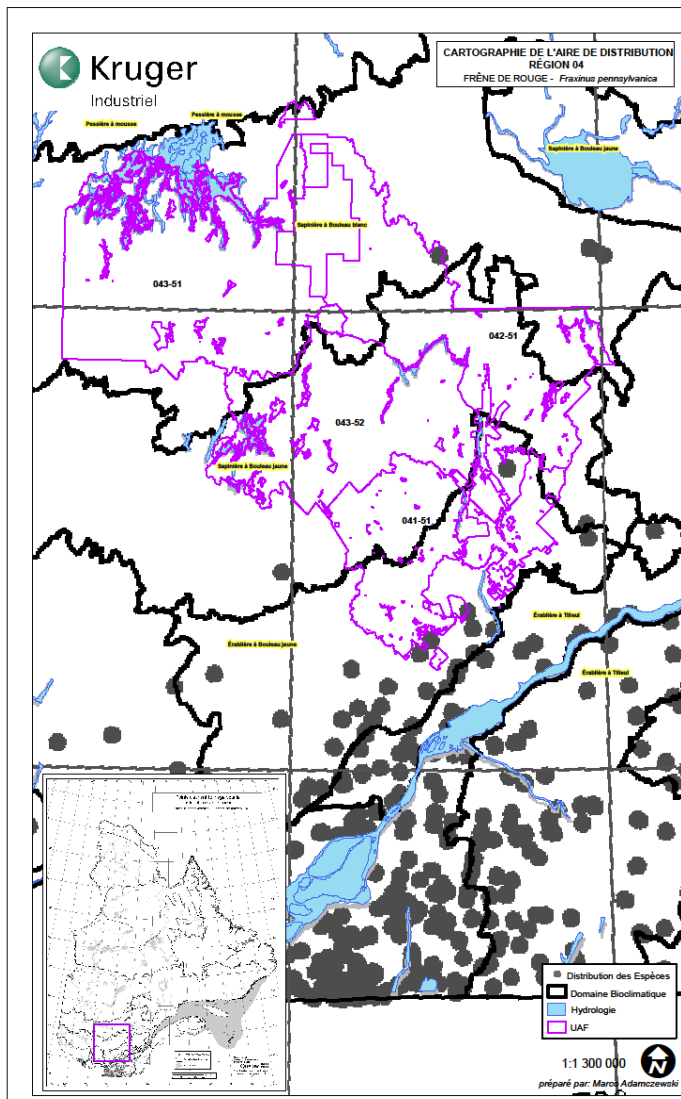 Kruger
Industriel
CARTOGRAPHIE DE L'AIRE DE DISTRIBUTION
RÉGION 04
FRÊNE DE ROUGE - Fraxinus pennsylvanica
Pessière à mousse
Pessière à mousse
Sapinière à Bouleau jaune
Sapinière à Bouleau blanc
043-51
042-51
043-52
Sapinière à Bouleau jaune
041-51
Érablière à Tilleul
Érablière à Bouleau jaune
Érablière à Tilleul
Distribution des Espèces
Domaine Bioclimatique
Hydrologie
UAF
1:1 300 000
N
préparé par: Marco Adamczewski